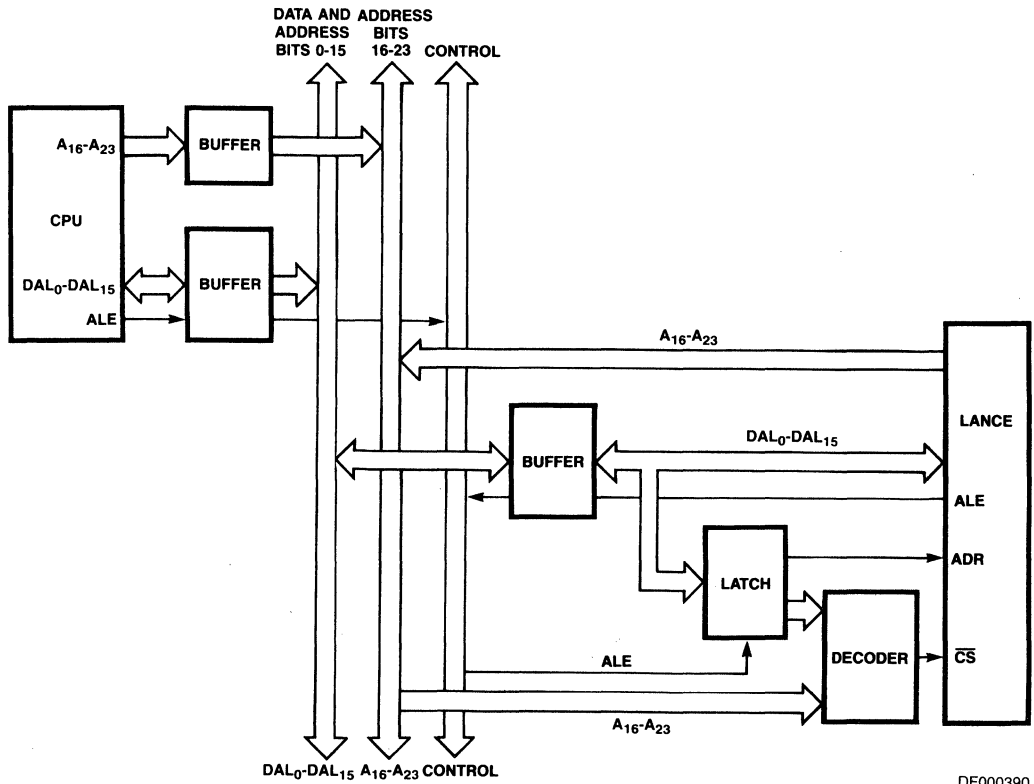 DATA AND
ADDRESS
BITS 0-15
ADDRESS
BITS
16-23
CONTROL
A16-A23
BUFFER
CPU
DAL0-DAL15
BUFFER
ALE
A16-A23
LANCE
DAL0-DAL15
BUFFER
ALE
ADR
LATCH
DECODER
C̅S̅
ALE
A16-A23
DAL0-DAL15
A16-A23
CONTROL
DF000390